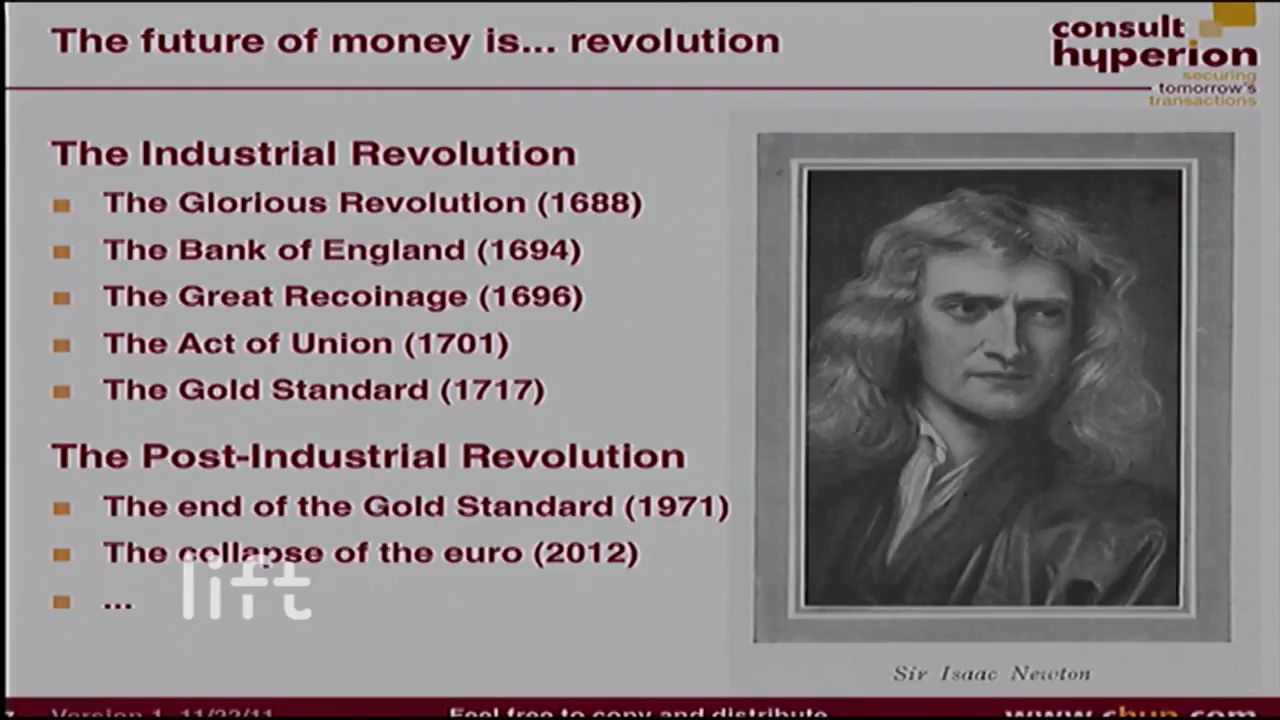 The future of money is... revolution
consult
hyperion
securing
tomorrow's
transactions
The Industrial Revolution
The Glorious Revolution (1688)
The Bank of England (1694)
The Great Recoinage (1696)
The Act of Union (1701)
The Gold Standard (1717)
The Post-Industrial Revolution
The end of the Gold Standard (1971)
The collapse of the euro (2012)
...
lift
Sir Isaac Newton
Version 1, 11/22/11
Feel free to copy and distribute
www.chyp.com